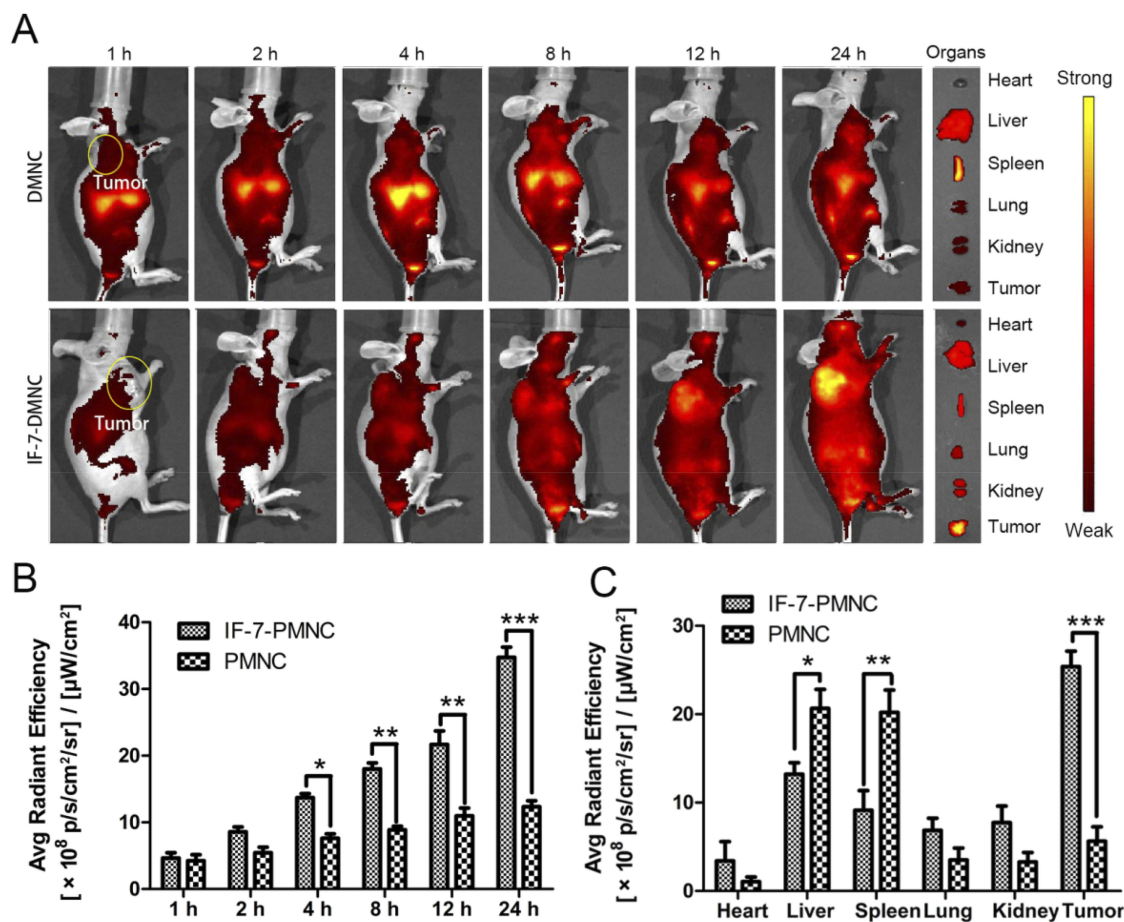 A
1 h 2 h 4 h 8 h 12 h 24 h Organs
DMNC
Tumor
Heart
Liver
Spleen
Lung
Kidney
Tumor
IF-7-DMNC
Tumor
Heart
Liver
Spleen
Lung
Kidney
Tumor
Strong
Weak
B
Avg Radiant Efficiency
[ × 10⁸ p/s/cm²/sr] / [µW/cm²]
40
30
20
10
0
IF-7-PMNC
PMNC
*
**
**
***
1 h 2 h 4 h 8 h 12 h 24 h
C
Avg Radiant Efficiency
[ × 10⁸ p/s/cm²/sr] / [µW/cm²]
30
20
10
0
IF-7-PMNC
PMNC
*
**
***
Heart Liver Spleen Lung Kidney Tumor